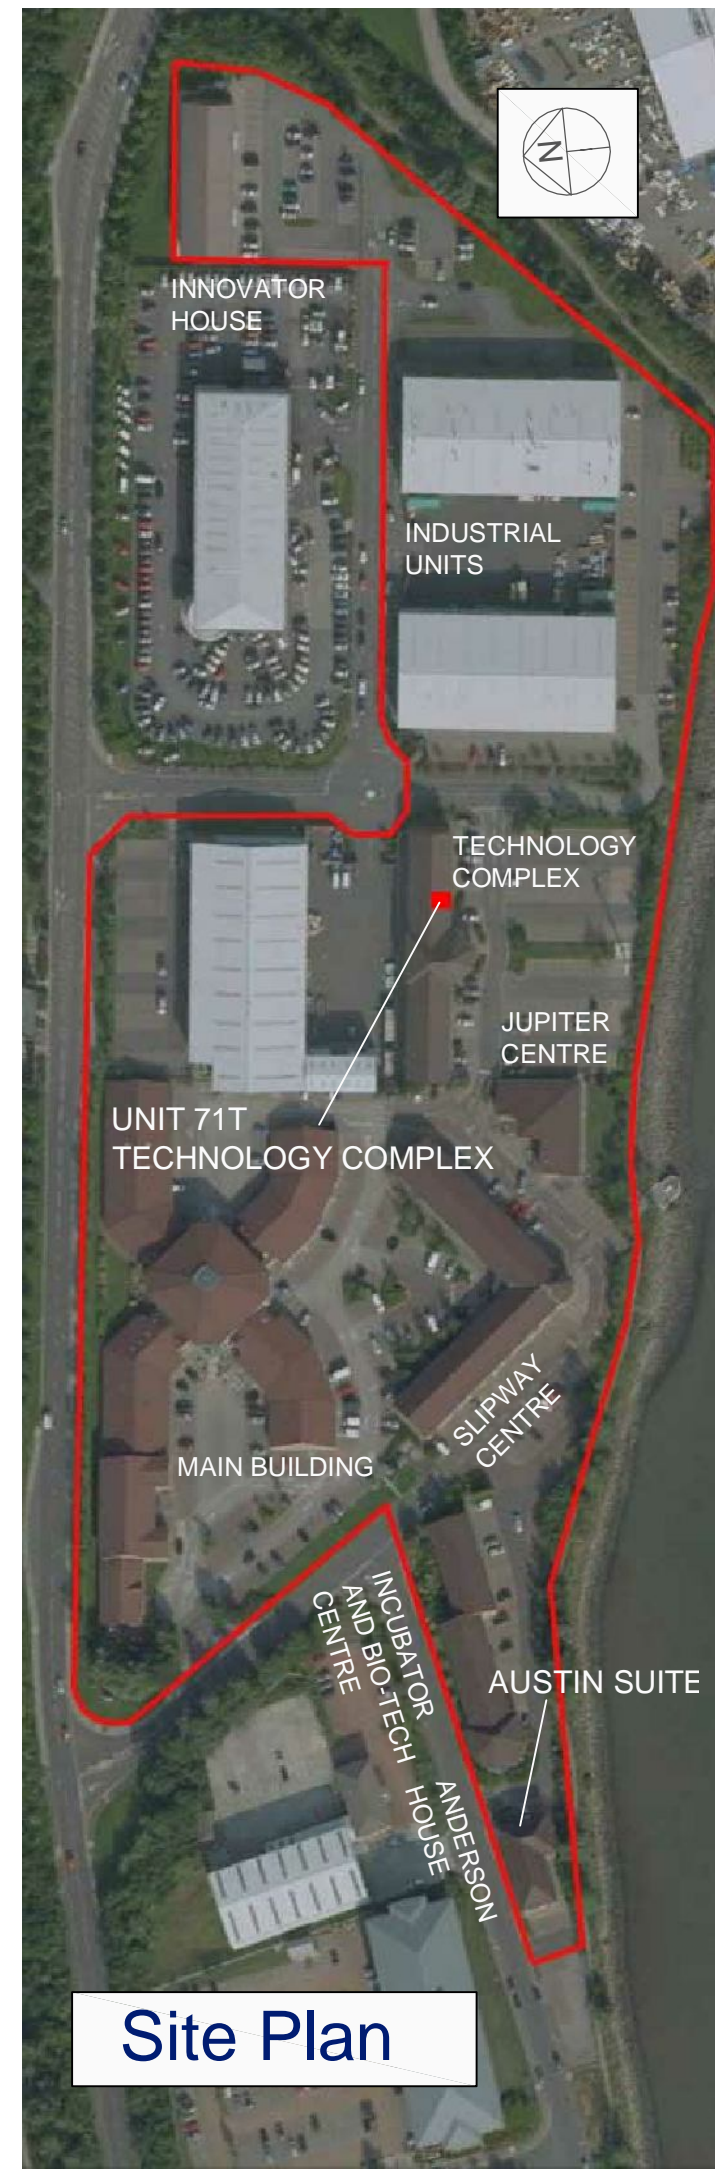 N
INNOVATOR
HOUSE
INDUSTRIAL
UNITS
TECHNOLOGY
COMPLEX
JUPITER
CENTRE
UNIT 71T
TECHNOLOGY COMPLEX
SLIPWAY
CENTRE
MAIN BUILDING
INCUBATOR
AND BIO-TECH
CENTRE
AUSTIN SUITE
ANDERSON
HOUSE
Site Plan